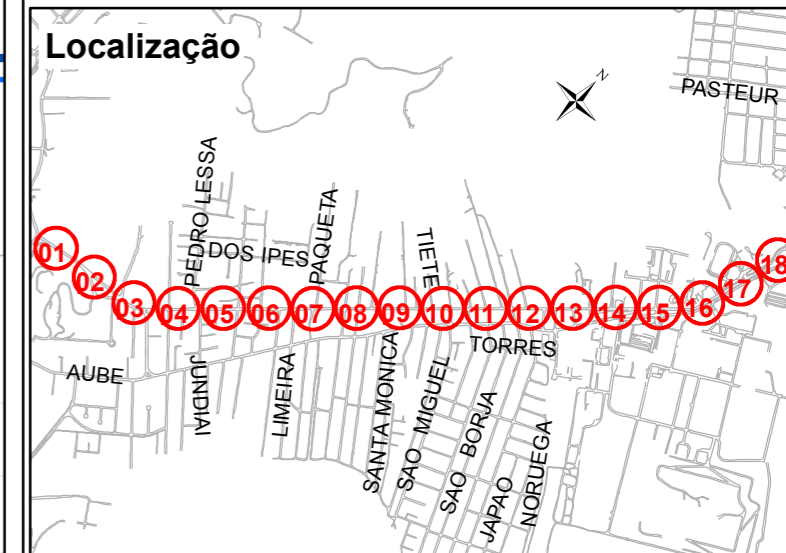 Localização
N
PASTEUR
PEDRO LESSA
DOS IPES
PAQUETA
TIETE
01
02
03
04
05
06
07
08
09
10
11
12
13
14
15
16
17
18
TORRES
AUBE
JUNDIAI
LIMEIRA
SANTA MONICA
SAO MIGUEL
SAO BORJA
JAPAO
NORUEGA